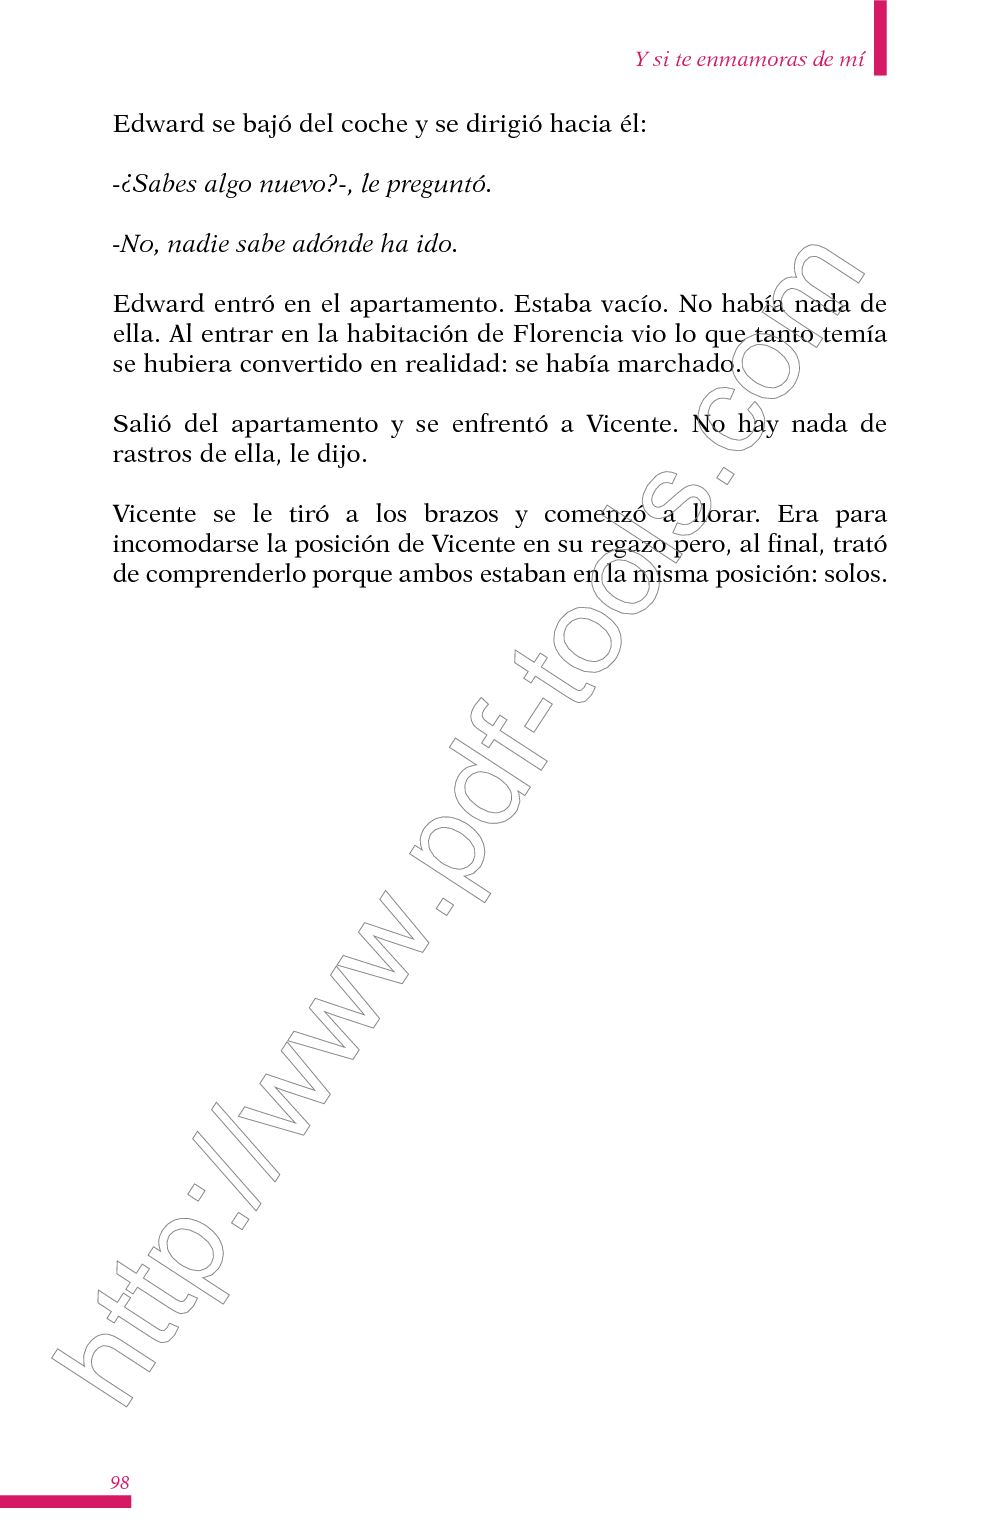 Y si te enmamoras de mí
Edward se bajó del coche y se dirigió hacia él:
-¿Sabes algo nuevo?-, le preguntó.
-No, nadie sabe adónde ha ido.
Edward entró en el apartamento. Estaba vacío. No había nada de
ella. Al entrar en la habitación de Florencia vio lo que tanto temía
se hubiera convertido en realidad: se había marchado.
Salió del apartamento y se enfrentó a Vicente. No hay nada de
rastros de ella, le dijo.
Vicente se le tiró a los brazos y comenzó a llorar. Era para
incomodarse la posición de Vicente en su regazo pero, al final, trató
de comprenderlo porque ambos estaban en la misma posición: solos.
http://www.pdf-tools.com
98